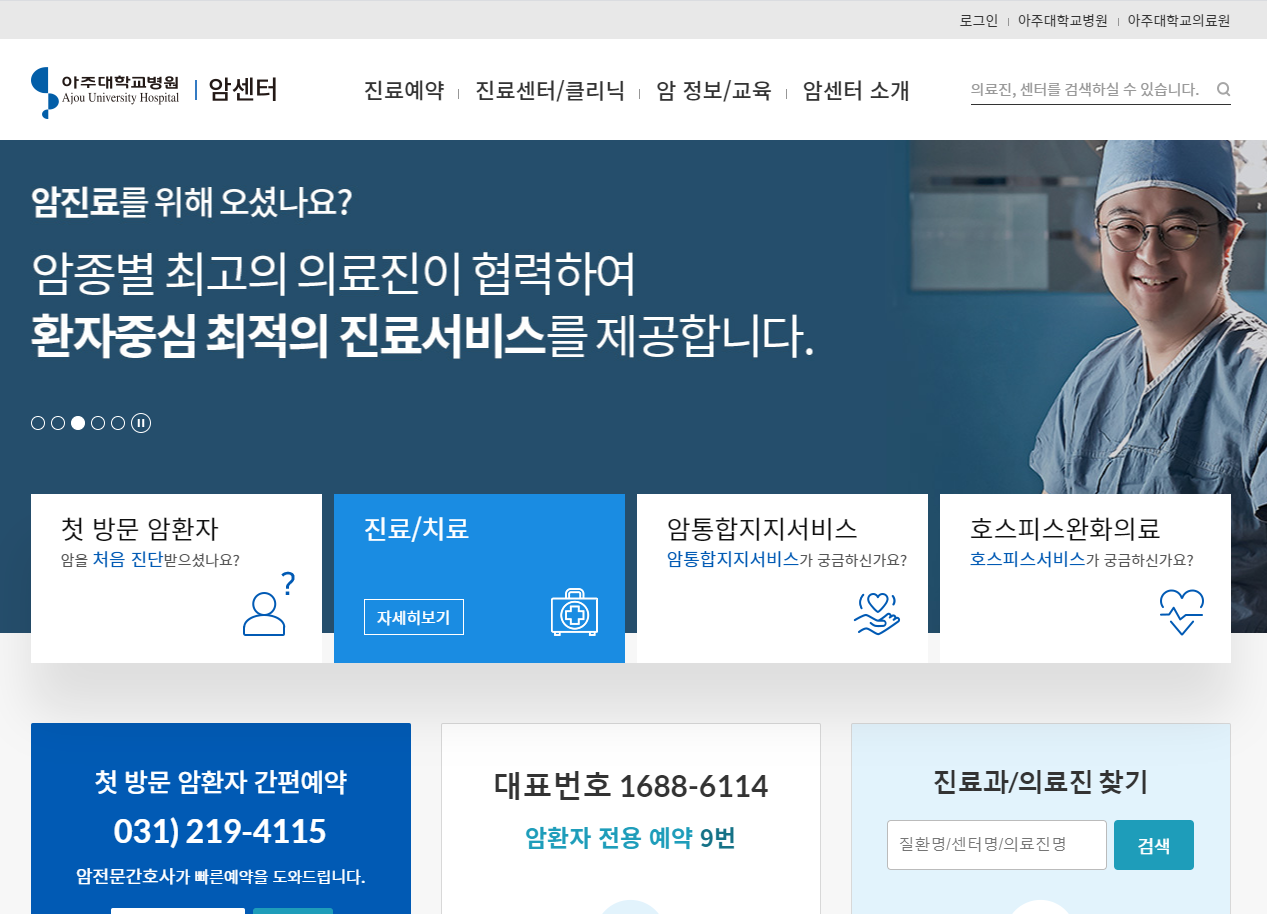 로그인
아주대학교병원
아주대학교의료원
아주대학교병원
Ajou University Hospital
암센터
진료예약
진료센터/클리닉
암 정보/교육
암센터 소개
의료진, 센터를 검색하실 수 있습니다.
암진료를 위해 오셨나요?
암종별 최고의 의료진이 협력하여
환자중심 최적의 진료서비스를 제공합니다.
첫 방문 암환자
암을 처음 진단받으셨나요?
?
진료/치료
자세히보기
암통합지지서비스
암통합지지서비스가 궁금하신가요?
호스피스완화의료
호스피스서비스가 궁금하신가요?
첫 방문 암환자 간편예약
031) 219-4115
암전문간호사가 빠른예약을 도와드립니다.
대표번호 1688-6114
암환자 전용 예약 9번
진료과/의료진 찾기
질환명/센터명/의료진명
검색